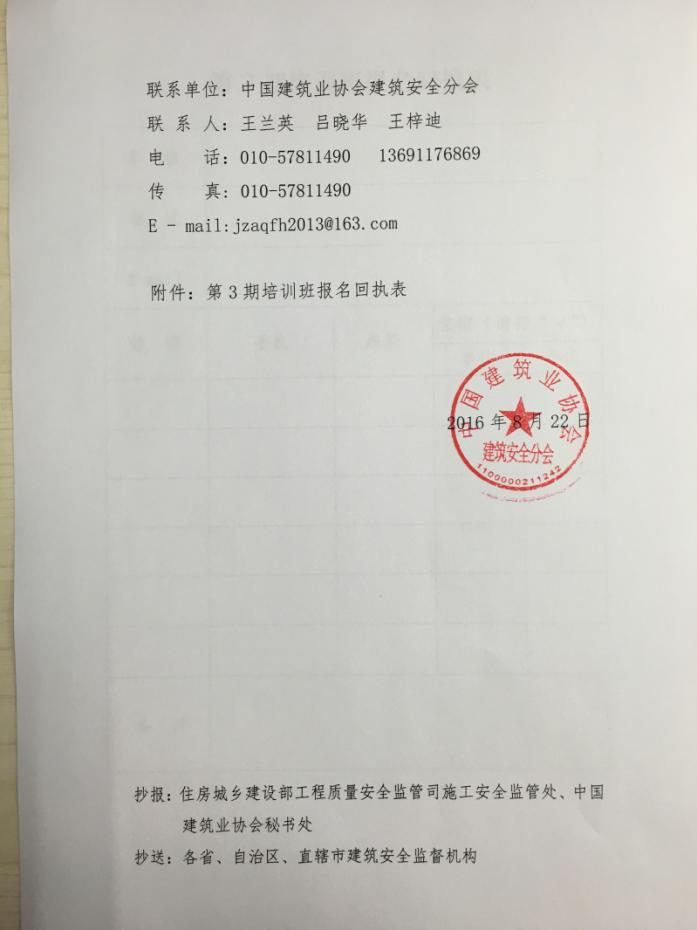 联系单位：中国建筑业协会建筑安全分会
联 系 人：王兰英 吕晓华 王梓迪
电 话：010-57811490 13691176869
传 真：010-57811490
E - mail:jzaqfh2013@163.com
附件：第 3 期培训班报名回执表
中国建筑业协会
2016 年 8 月 22 日
建筑安全分会
1100000211242
抄报：住房城乡建设部工程质量安全监管司施工安全监管处、中国
建筑业协会秘书处
抄送：各省、自治区、直辖市建筑安全监督机构